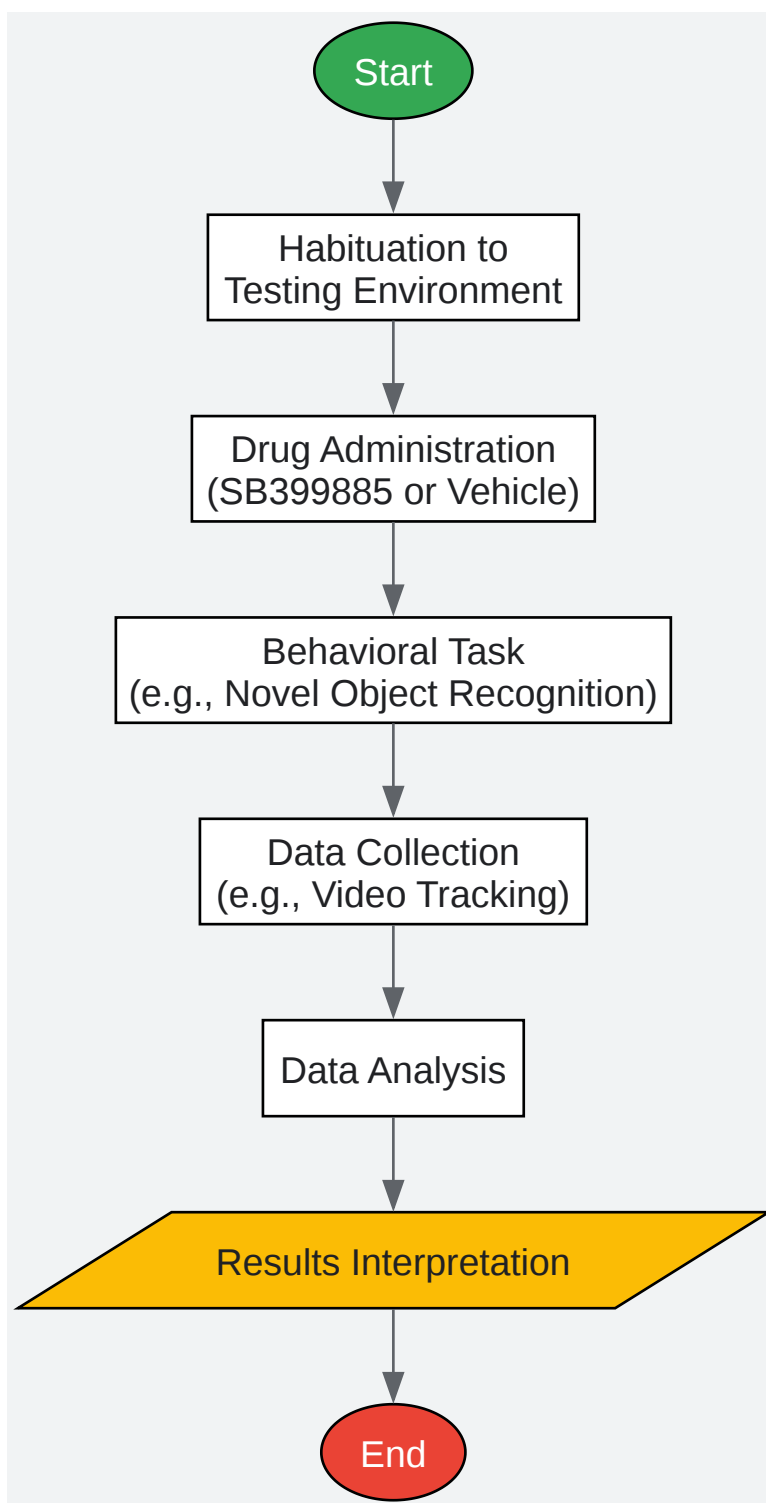 Start
Habituation to
Testing Environment
Drug Administration
(SB399885 or Vehicle)
Behavioral Task
(e.g., Novel Object Recognition)
Data Collection
(e.g., Video Tracking)
Data Analysis
Results Interpretation
End